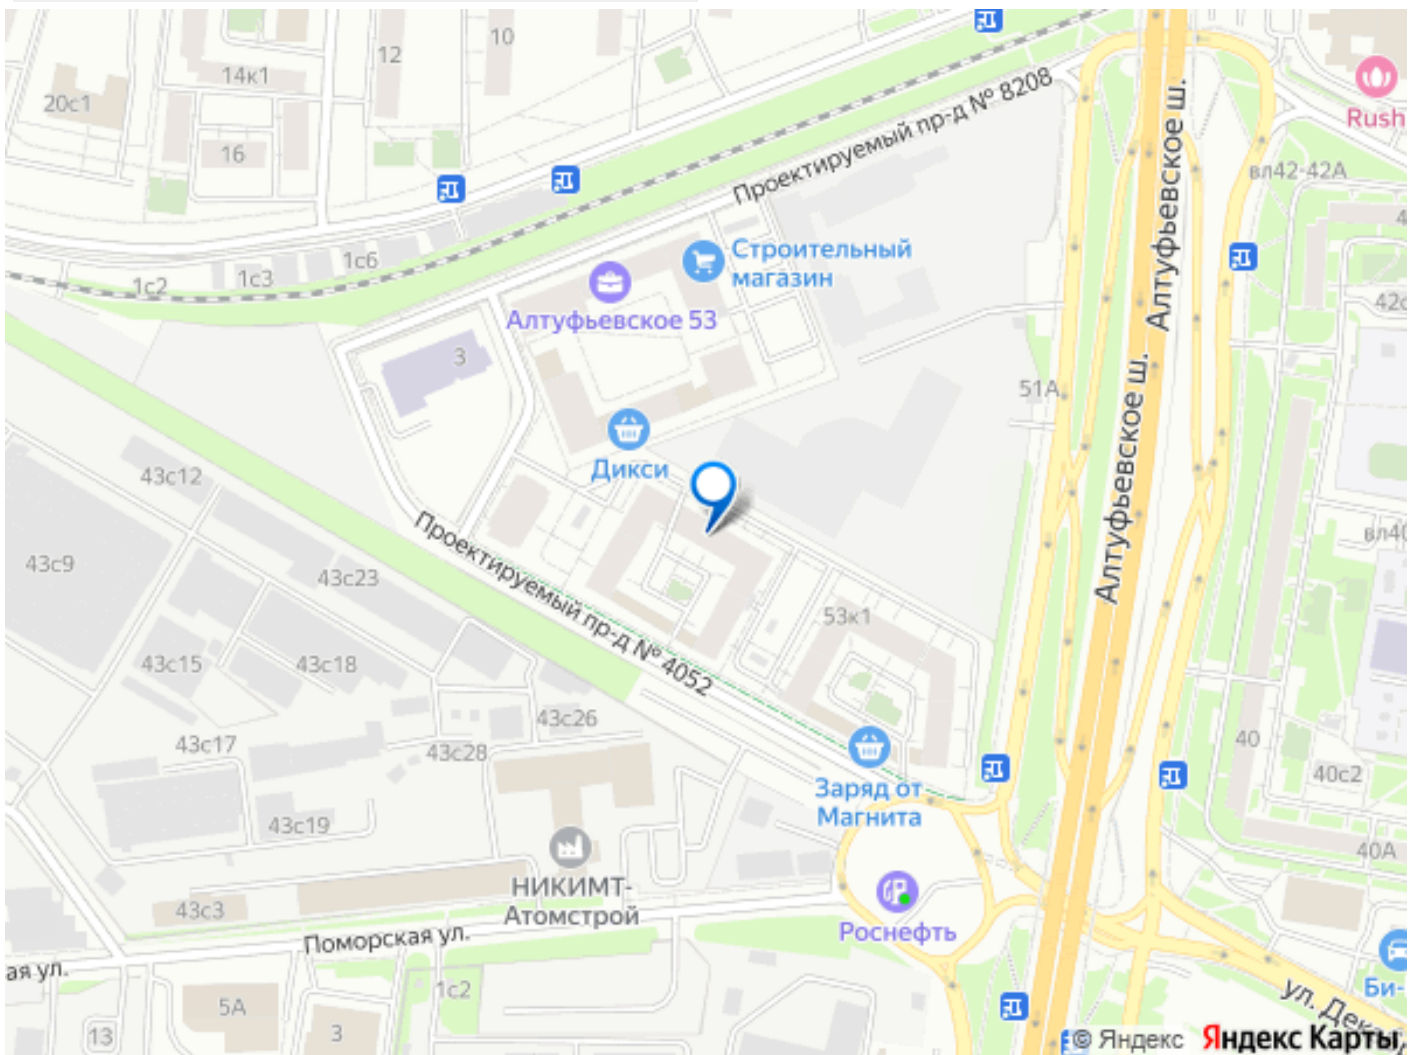 12
10
14к1
20с1
16
Проектируемый пр-д № 8208
Алтуфьевское ш.
Rush
вл42-42А
1с2
1с3
1с6
Строительный
магазин
Алтуфьевское 53
3
51А
Алтуфьевское ш.
Дикси
43с12
43с9
43с23
Проектируемый пр-д № 4052
53к1
43с15
43с18
43с26
43с17
43с28
40
40с2
Заряд от
Магнита
43с19
40А
НИКИМТ-
Атомстрой
43с3
Роснефть
Поморская ул.
ая ул.
1с2
5А
3
13
Би-
ул. Дека
© Яндекс
Яндекс Карты